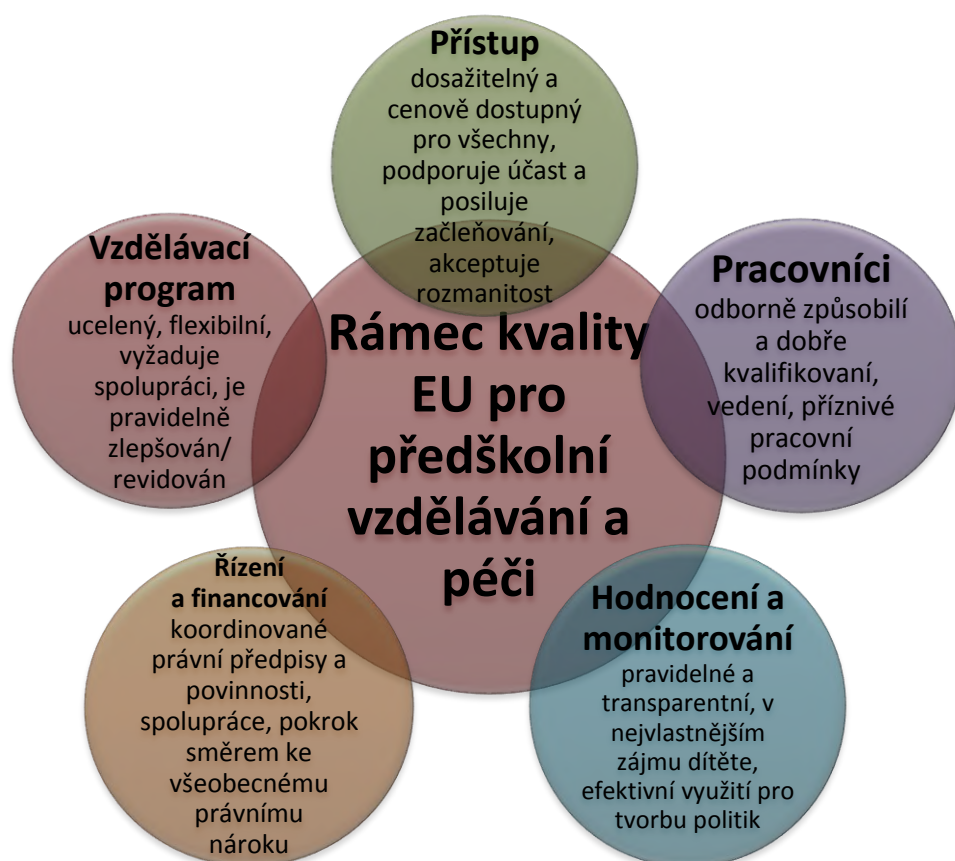 Přístup
dosažitelný a
cenově dostupný
pro všechny,
podporuje účast a
posiluje
začleňování,
akceptuje
rozmanitost
Vzdělávací
program
ucelený, flexibilní,
vyžaduje
spolupráci, je
pravidelně
zlepšován/
revidován
Pracovníci
odborně způsobilí
a dobře
kvalifikovaní,
vedení, příznivé
pracovní
podmínky
Rámec kvality
EU pro
předškolní
vzdělávání a
péči
Řízení
a financování
koordinované
právní předpisy a
povinnosti,
spolupráce, pokrok
směrem ke
všeobecnému
právnímu
nároku
Hodnocení a
monitorování
pravidelné a
transparentní, v
nejvlastnějším
zájmu dítěte,
efektivní využití pro
tvorbu politik